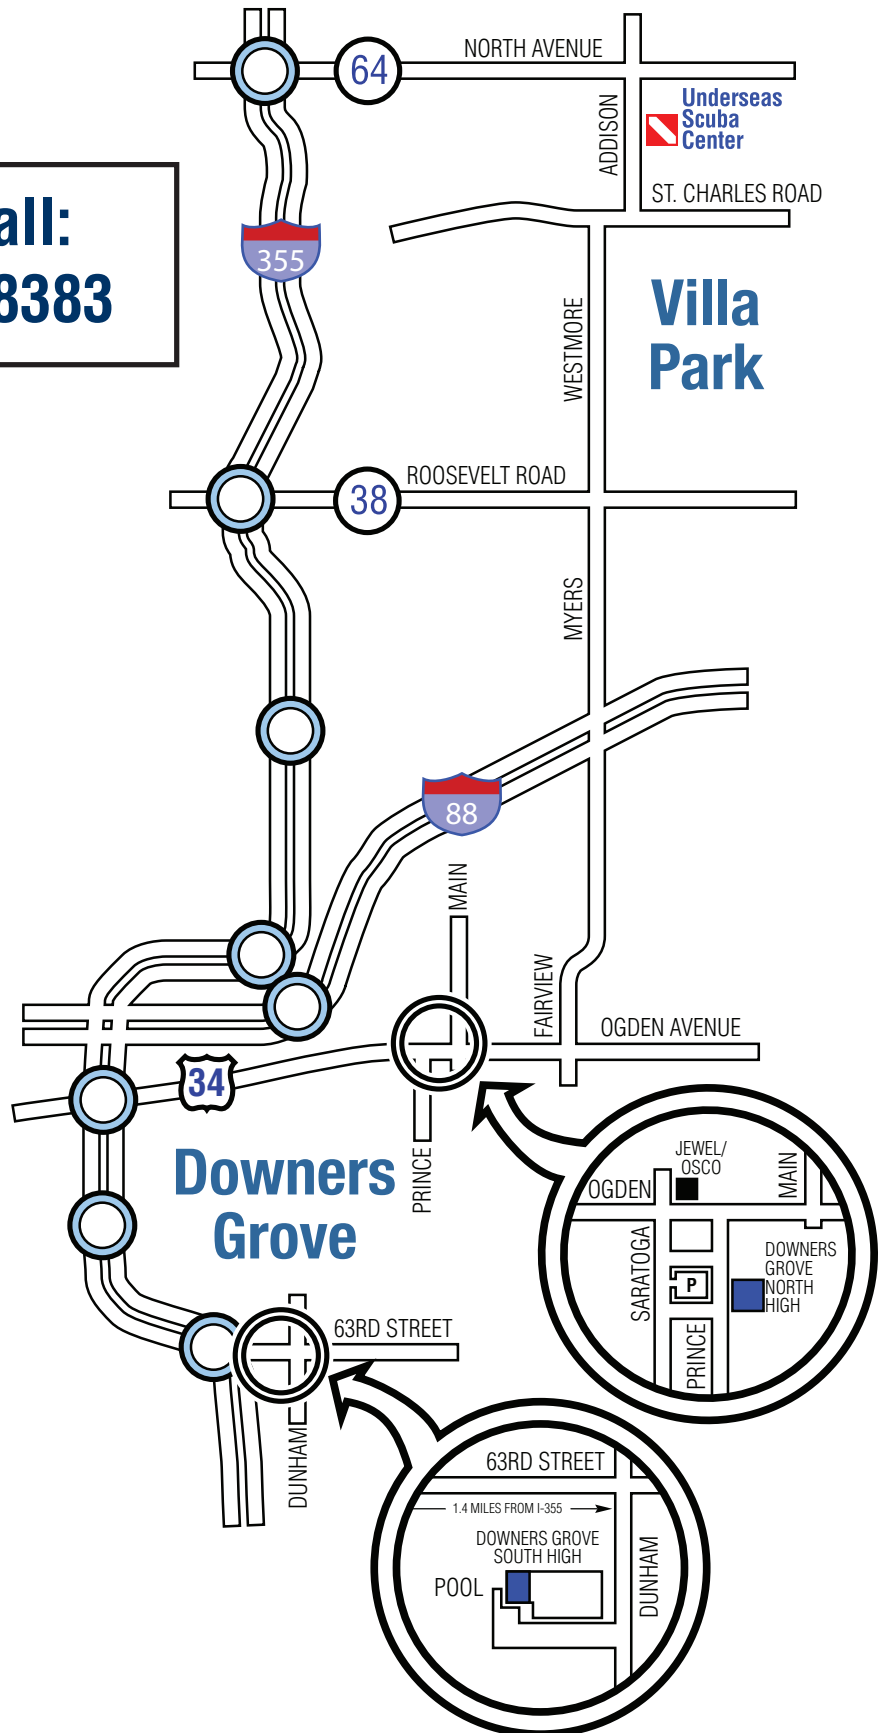 NORTH AVENUE
64
ADDISON
Underseas
Scuba
Center
ST. CHARLES ROAD
all:
8383
355
Villa
Park
WESTMORE
ROOSEVELT ROAD
38
MYERS
88
MAIN
FAIRVIEW
OGDEN AVENUE
34
PRINCE
Downers
Grove
JEWEL/
OSCO
MAIN
OGDEN
SARATOGA
P
DOWNERS
GROVE
NORTH
HIGH
PRINCE
63RD STREET
DUNHAM
63RD STREET
1.4 MILES FROM I-355
DOWNERS GROVE
SOUTH HIGH
POOL
DUNHAM